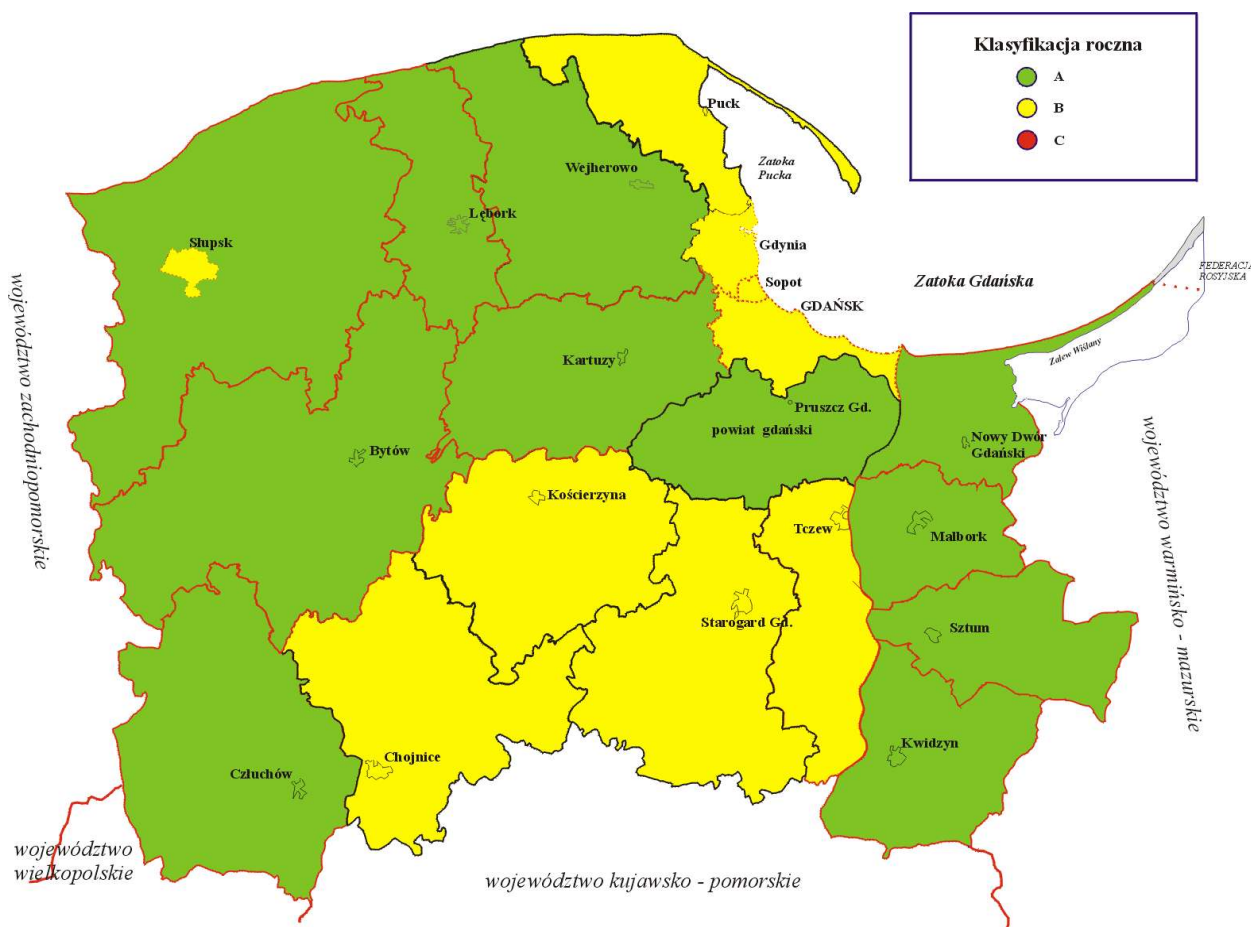 Klasyfikacja roczna
A
B
C
Puck
Zatoka
Pucka
Wejherowo
Lębork
Słupsk
Gdynia
Sopot
GDAŃSK
Zatoka Gdańska
FEDERACJA
ROSYJSKA
Zalew Wiślany
Kartuzy
Pruszcz Gd.
powiat gdański
Nowy Dwór
Gdański
Bytów
Kościerzyna
Tczew
Malbork
Starogard Gd.
Sztum
Kwidzyn
Chojnice
Człuchów
województwo zachodniopomorskie
województwo warmińsko - mazurskie
województwo
wielkopolskie
województwo kujawsko - pomorskie